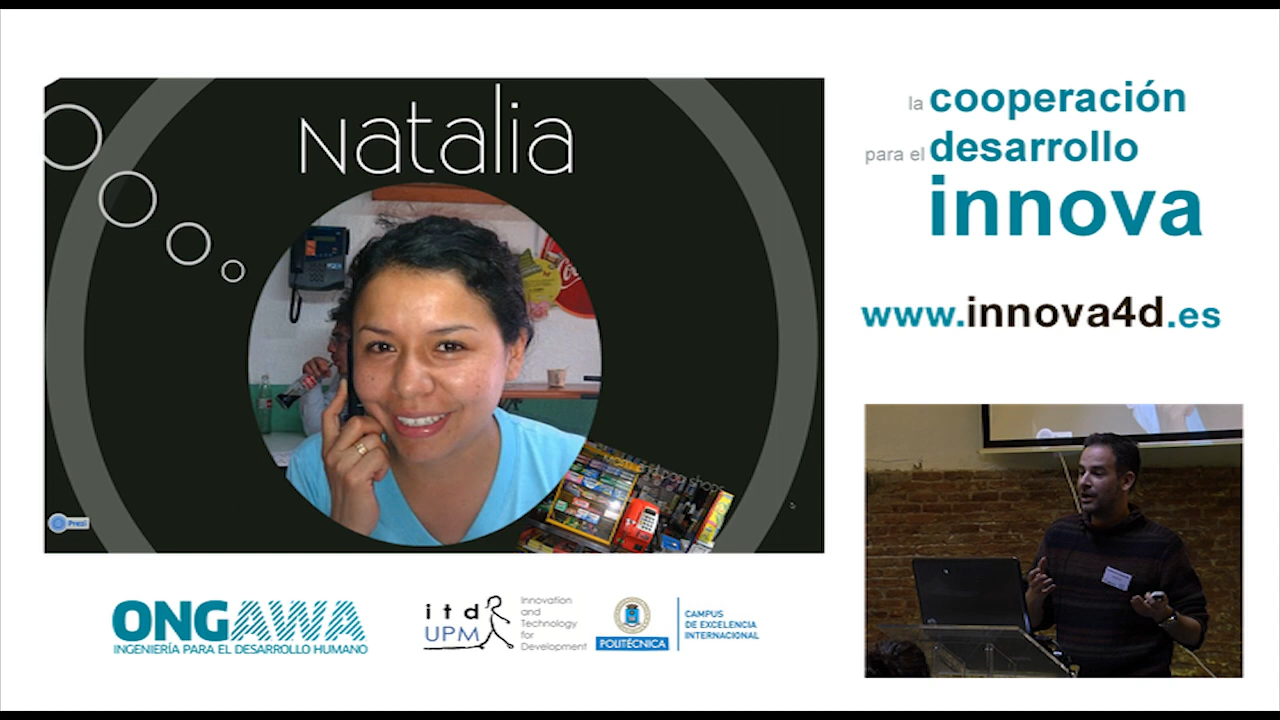 Natalia
Coca
Prezi
la cooperación
para el desarrollo
innova
www.innova4d.es
ONGAWA
INGENIERÍA PARA EL DESARROLLO HUMANO
itd
UPM
Innovation
and
Technology
for
Development
POLITÉCNICA
CAMPUS
DE EXCELENCIA
INTERNACIONAL